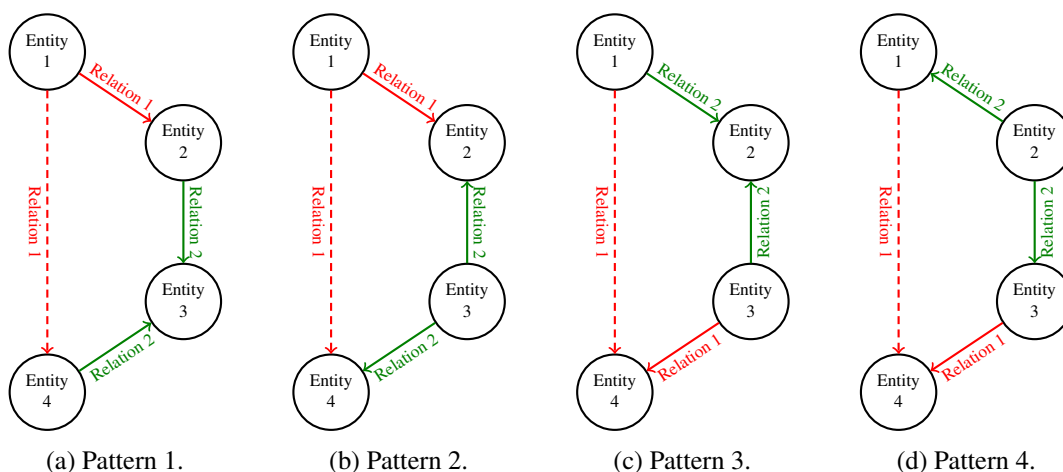 Entity
1
Relation 1
Entity
2
Relation 1
Relation 2
Entity
3
Relation 2
Entity
4
(a) Pattern 1.
Entity
1
Relation 1
Entity
2
Relation 1
Relation 2
Entity
3
Relation 2
Entity
4
(b) Pattern 2.
Entity
1
Relation 2
Entity
2
Relation 1
Relation 2
Entity
3
Relation 1
Entity
4
(c) Pattern 3.
Entity
1
Relation 2
Entity
2
Relation 1
Relation 2
Entity
3
Relation 1
Entity
4
(d) Pattern 4.